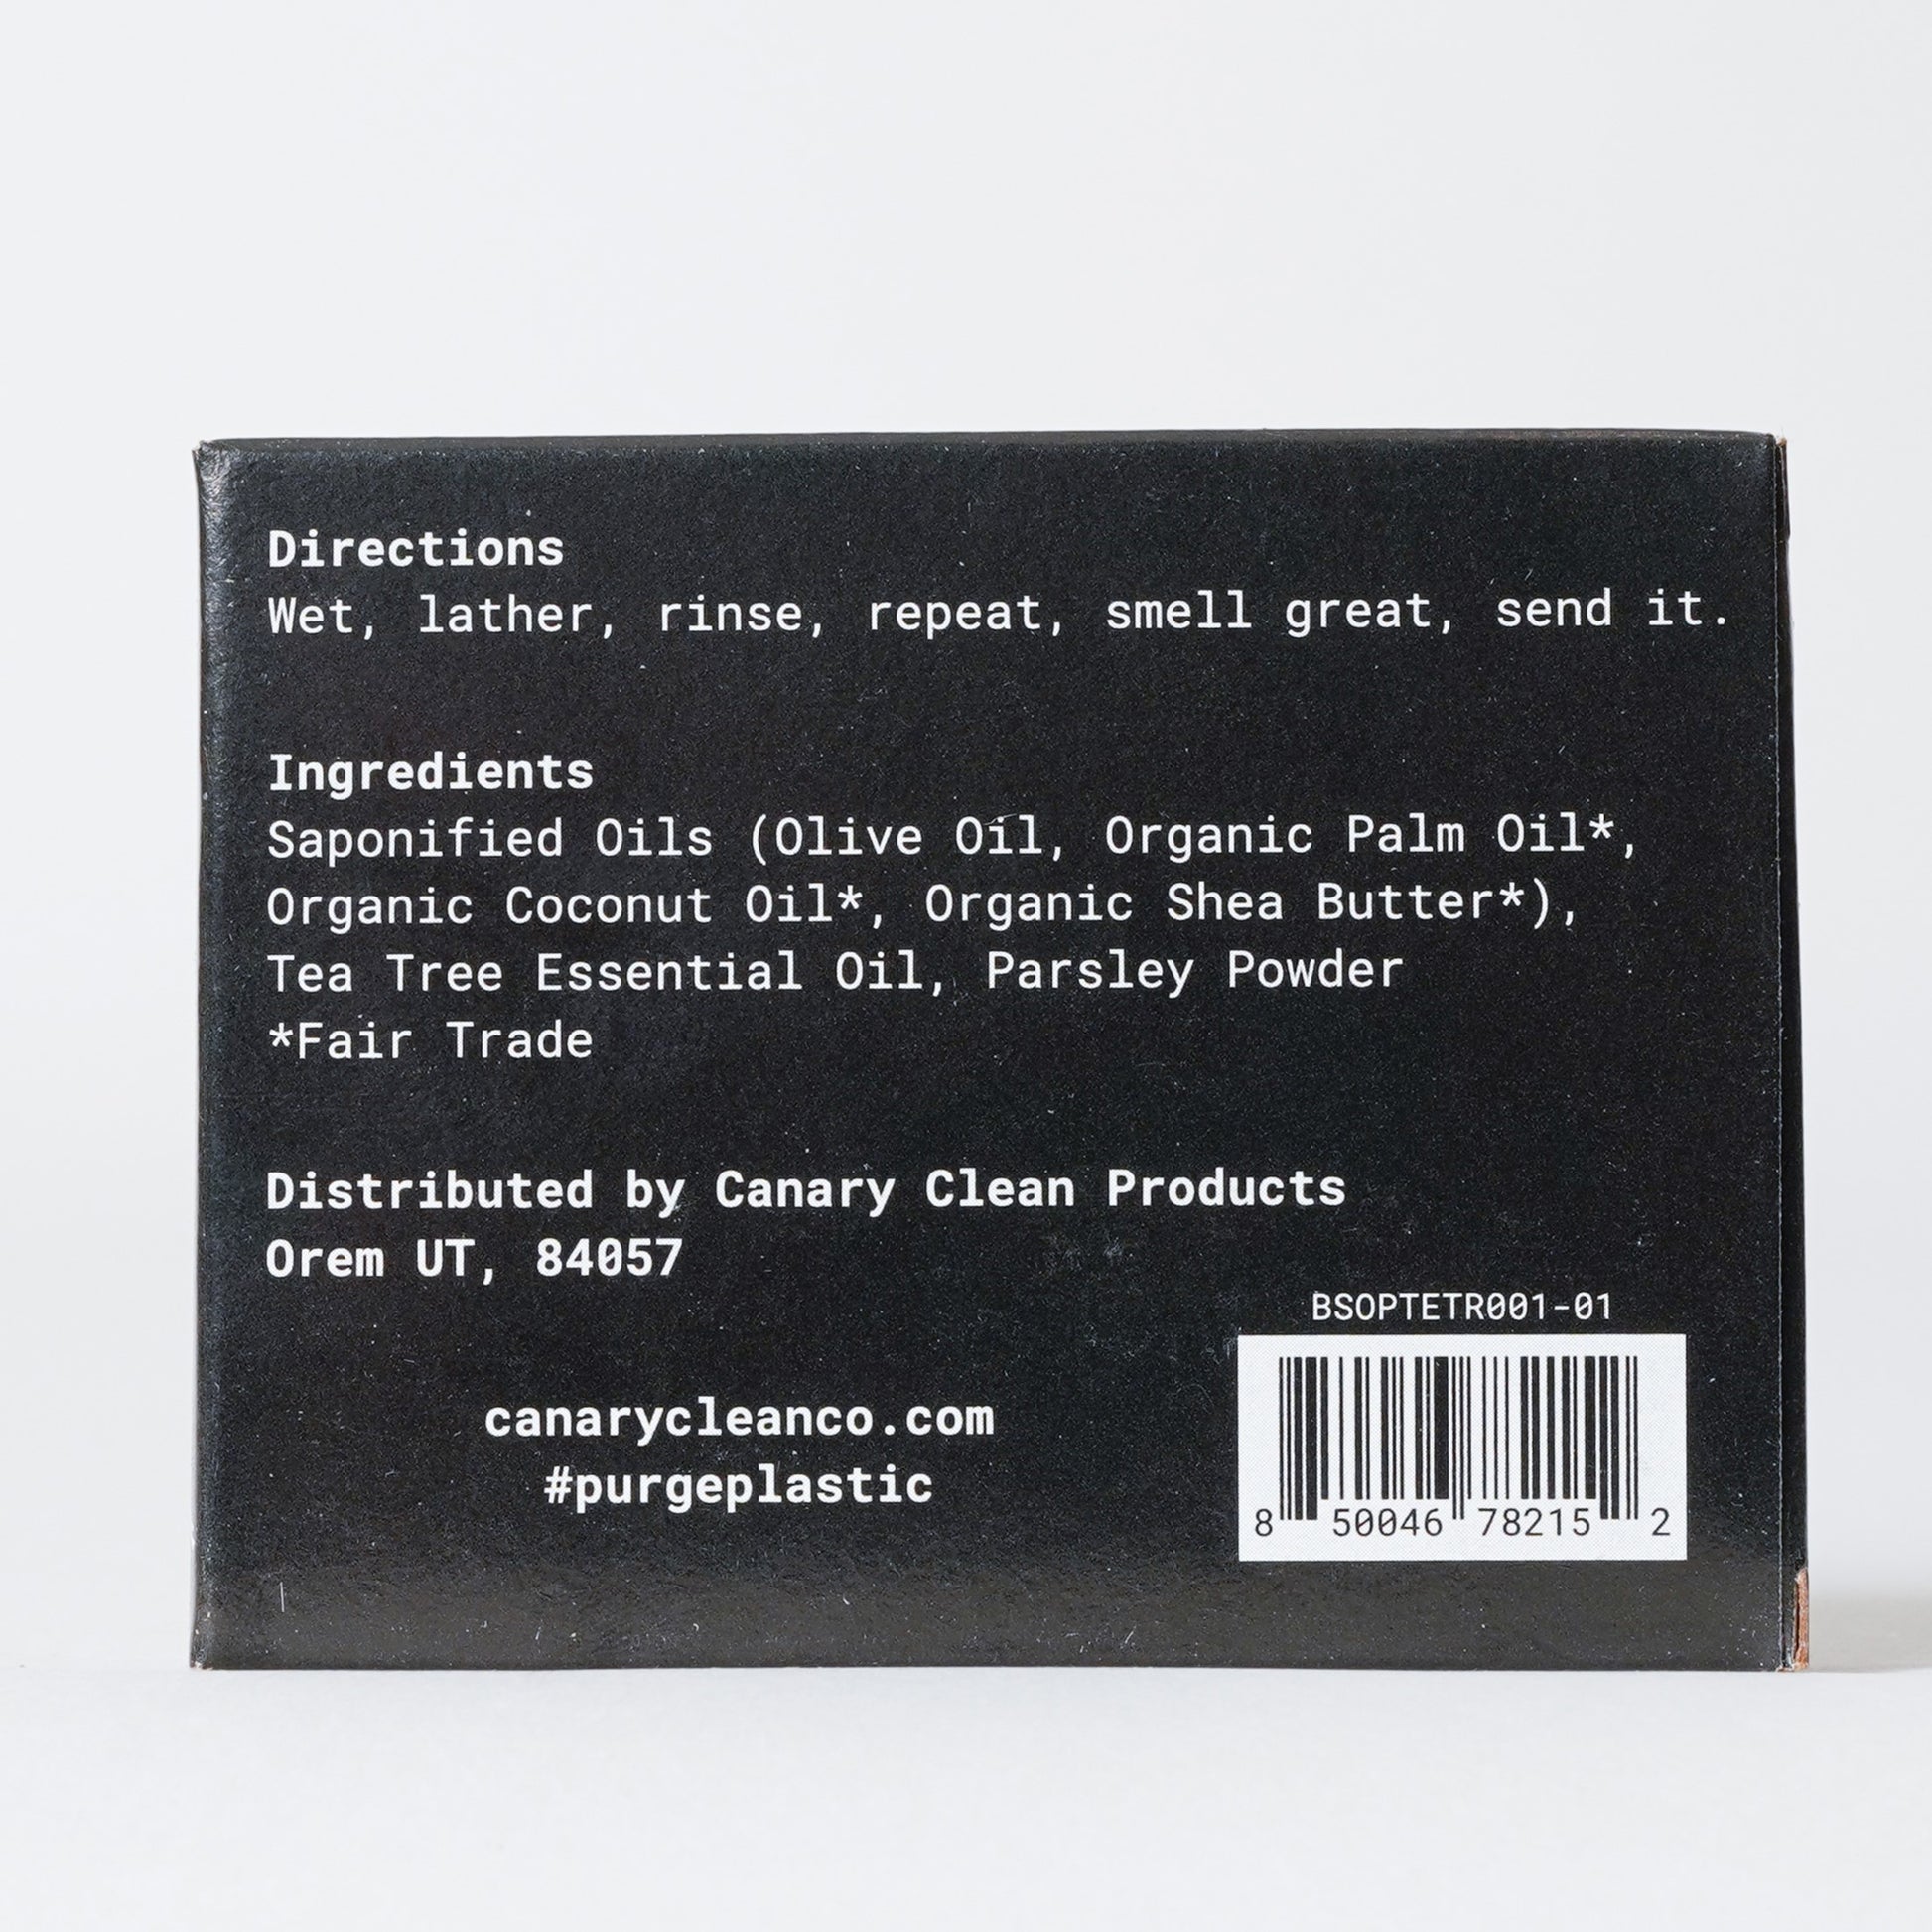 Directions
Wet, lather, rinse, repeat, smell great, send it.
Ingredients
Saponified Oils (Olive Oil, Organic Palm Oil*,
Organic Coconut Oil*, Organic Shea Butter*),
Tea Tree Essential Oil, Parsley Powder
*Fair Trade
Distributed by Canary Clean Products
Orem UT, 84057
canarycleanco.com
#purgeplastic
BSOPTETR001-01
8 50046 78215 2